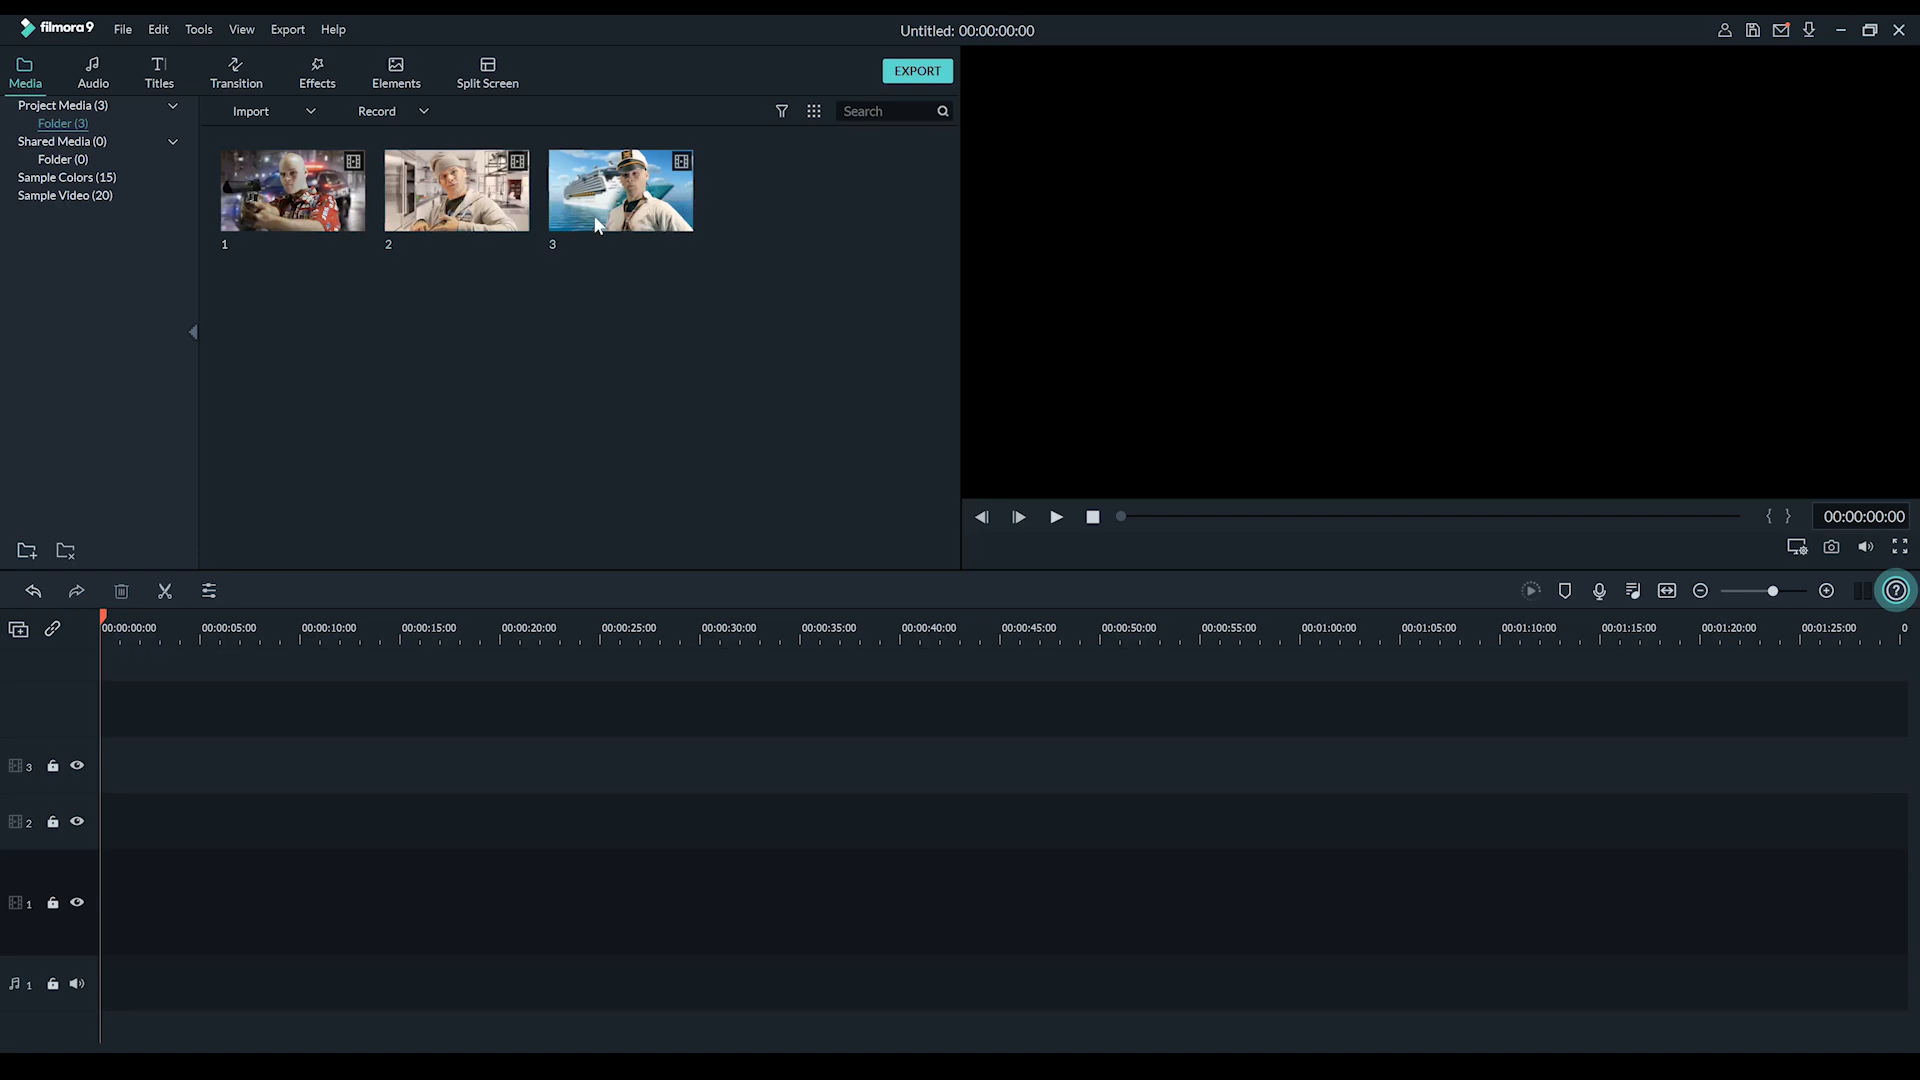 filmora 9 File Edit Tools View Export Help Untitled: 00:00:00:00
Media Audio Titles Transition Effects Elements Split Screen EXPORT
Project Media (3)
Folder (3)
Shared Media (0)
Folder (0)
Sample Colors (15)
Sample Video (20)
Import Record Search
1 2 3
{ } 00:00:00:00
00:00:00:00 00:00:05:00 00:00:10:00 00:00:15:00 00:00:20:00 00:00:25:00 00:00:30:00 00:00:35:00 00:00:40:00 00:00:45:00 00:00:50:00 00:00:55:00 00:01:00:00 00:01:05:00 00:01:10:00 00:01:15:00 00:01:20:00 00:01:25:00 0
3
2
1
1